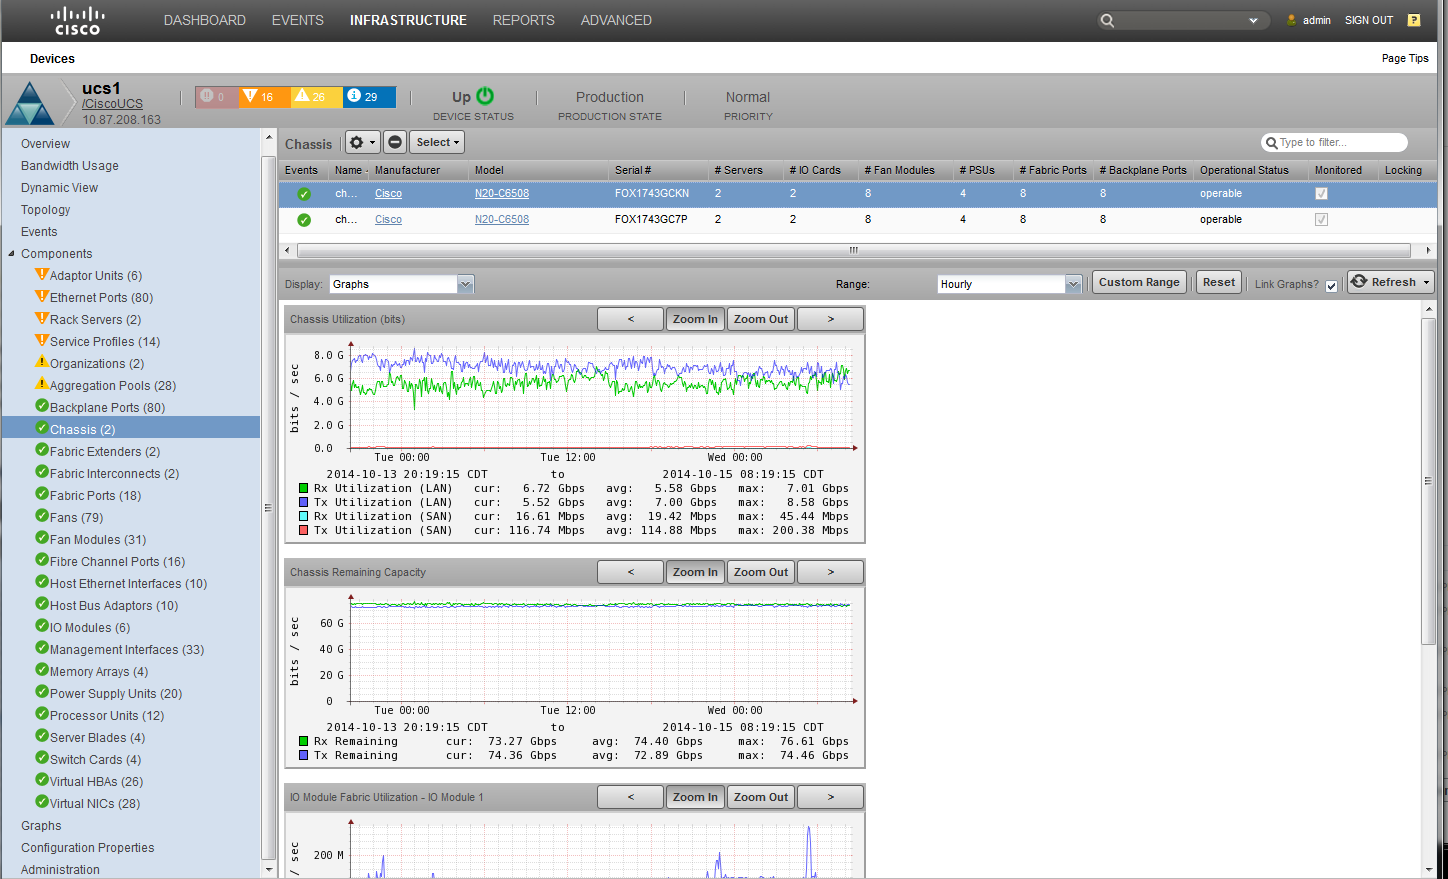 CISCO
DASHBOARD EVENTS INFRASTRUCTURE REPORTS ADVANCED admin SIGN OUT ?
Devices Page Tips
ucs1
/CiscoUCS
10.87.208.163
0 16 26 29
Up
DEVICE STATUS
Production
PRODUCTION STATE
Normal
PRIORITY
Overview
Bandwidth Usage
Dynamic View
Topology
Events
Components
Adaptor Units (6)
Ethernet Ports (80)
Rack Servers (2)
Service Profiles (14)
Organizations (2)
Aggregation Pools (28)
Backplane Ports (80)
Chassis (2)
Fabric Extenders (2)
Fabric Interconnects (2)
Fabric Ports (18)
Fans (79)
Fan Modules (31)
Fibre Channel Ports (16)
Host Ethernet Interfaces (10)
Host Bus Adaptors (10)
IO Modules (6)
Management Interfaces (33)
Memory Arrays (4)
Power Supply Units (20)
Processor Units (12)
Server Blades (4)
Switch Cards (4)
Virtual HBAs (26)
Virtual NICs (28)
Graphs
Configuration Properties
Administration
Chassis Select Type to filter...
Events Name Manufacturer Model Serial # # Servers # IO Cards # Fan Modules # PSUs # Fabric Ports # Backplane Ports Operational Status Monitored Locking
ch... Cisco N20-C6508 FOX1743GCKN 2 2 8 4 8 8 operable
ch... Cisco N20-C6508 FOX1743GC7P 2 2 8 4 8 8 operable
Display: Graphs Range: Hourly Custom Range Reset Link Graphs? Refresh
Chassis Utilization (bits) < Zoom In Zoom Out >
bits / sec
8.0 G
6.0 G
4.0 G
2.0 G
0.0
Tue 00:00 Tue 12:00 Wed 00:00
2014-10-13 20:19:15 CDT to 2014-10-15 08:19:15 CDT
Rx Utilization (LAN) cur: 6.72 Gbps avg: 5.58 Gbps max: 7.01 Gbps
Tx Utilization (LAN) cur: 5.52 Gbps avg: 7.00 Gbps max: 8.58 Gbps
Rx Utilization (SAN) cur: 16.61 Mbps avg: 19.42 Mbps max: 45.44 Mbps
Tx Utilization (SAN) cur: 116.74 Mbps avg: 114.88 Mbps max: 200.38 Mbps
Chassis Remaining Capacity < Zoom In Zoom Out >
bits / sec
60 G
40 G
20 G
0
Tue 00:00 Tue 12:00 Wed 00:00
2014-10-13 20:19:15 CDT to 2014-10-15 08:19:15 CDT
Rx Remaining cur: 73.27 Gbps avg: 74.40 Gbps max: 76.61 Gbps
Tx Remaining cur: 74.36 Gbps avg: 72.89 Gbps max: 74.46 Gbps
IO Module Fabric Utilization - IO Module 1 < Zoom In Zoom Out >
/ sec
200 M